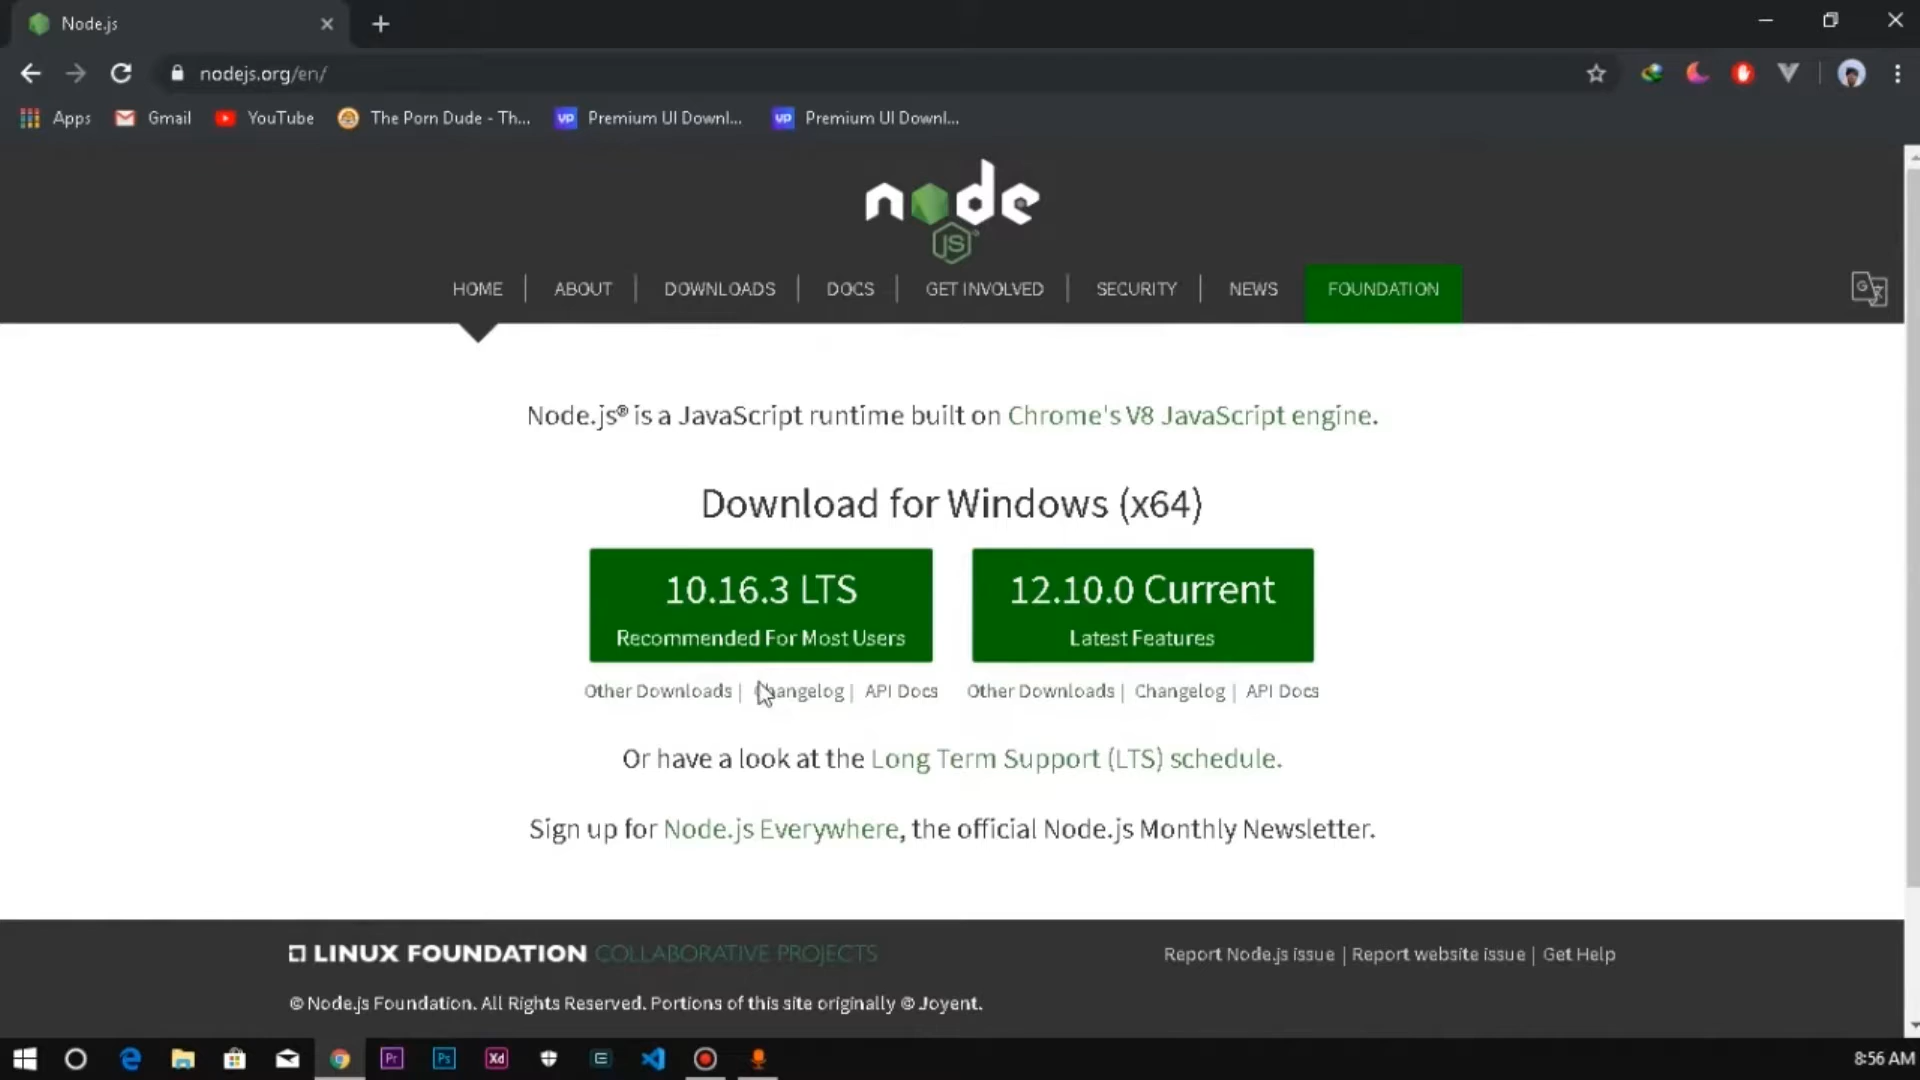 Node.js
nodejs.org/en/
Apps Gmail YouTube The Porn Dude - Th... UP Premium UI Downl... UP Premium UI Downl...
node
JS
HOME | ABOUT | DOWNLOADS | DOCS | GET INVOLVED | SECURITY | NEWS FOUNDATION
Node.js® is a JavaScript runtime built on Chrome's V8 JavaScript engine.
Download for Windows (x64)
10.16.3 LTS
Recommended For Most Users
12.10.0 Current
Latest Features
Other Downloads | Changelog | API Docs Other Downloads | Changelog | API Docs
Or have a look at the Long Term Support (LTS) schedule.
Sign up for Node.js Everywhere, the official Node.js Monthly Newsletter.
LINUX FOUNDATION COLLABORATIVE PROJECTS
Report Node.js issue | Report website issue | Get Help
© Node.js Foundation. All Rights Reserved. Portions of this site originally © Joyent.
Pr Ps Xd
8:56 AM